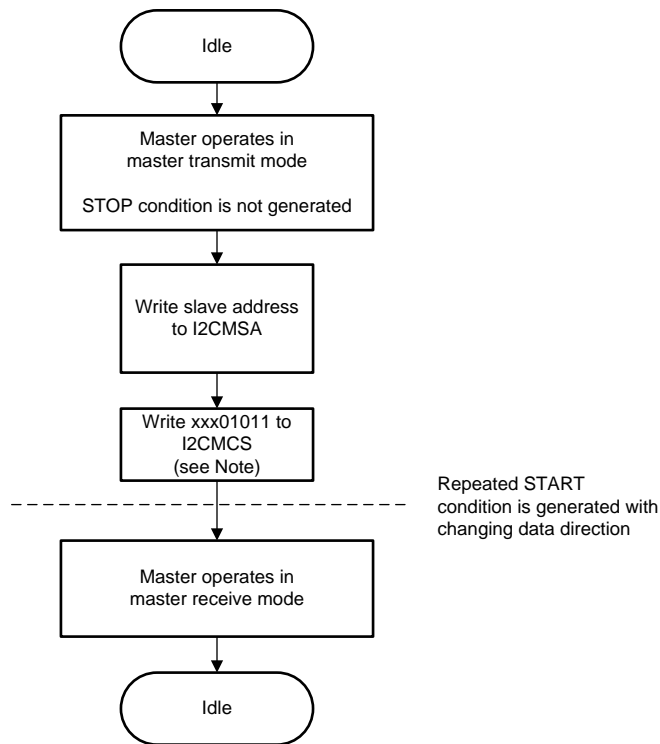 Idle
Master operates in
master transmit mode
STOP condition is not generated
Write slave address
to I2CMSA
Write xxx01011 to
I2CMCS
(see Note)
Repeated START
condition is generated with
changing data direction
Master operates in
master receive mode
Idle